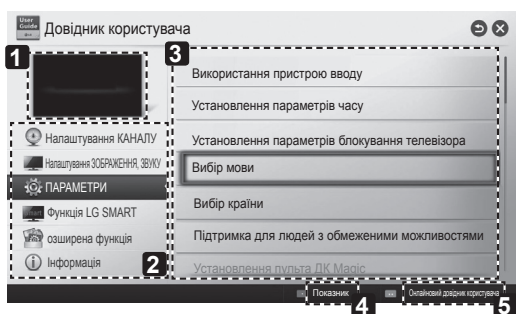 User Guide
Довідник користувача
1
3
Налаштування КАНАЛУ
Налаштування ЗОБРАЖЕННЯ, ЗВУКУ
ПАРАМЕТРИ
Функція LG SMART
озширена функція
Інформація
2
Використання пристрою вводу
Установлення параметрів часу
Установлення параметрів блокування телевізора
Вибір мови
Вибір країни
Підтримка для людей з обмеженими можливостями
Установлення пульта ДК Magic
Показник
4
Онлайновий довідник користувача
5